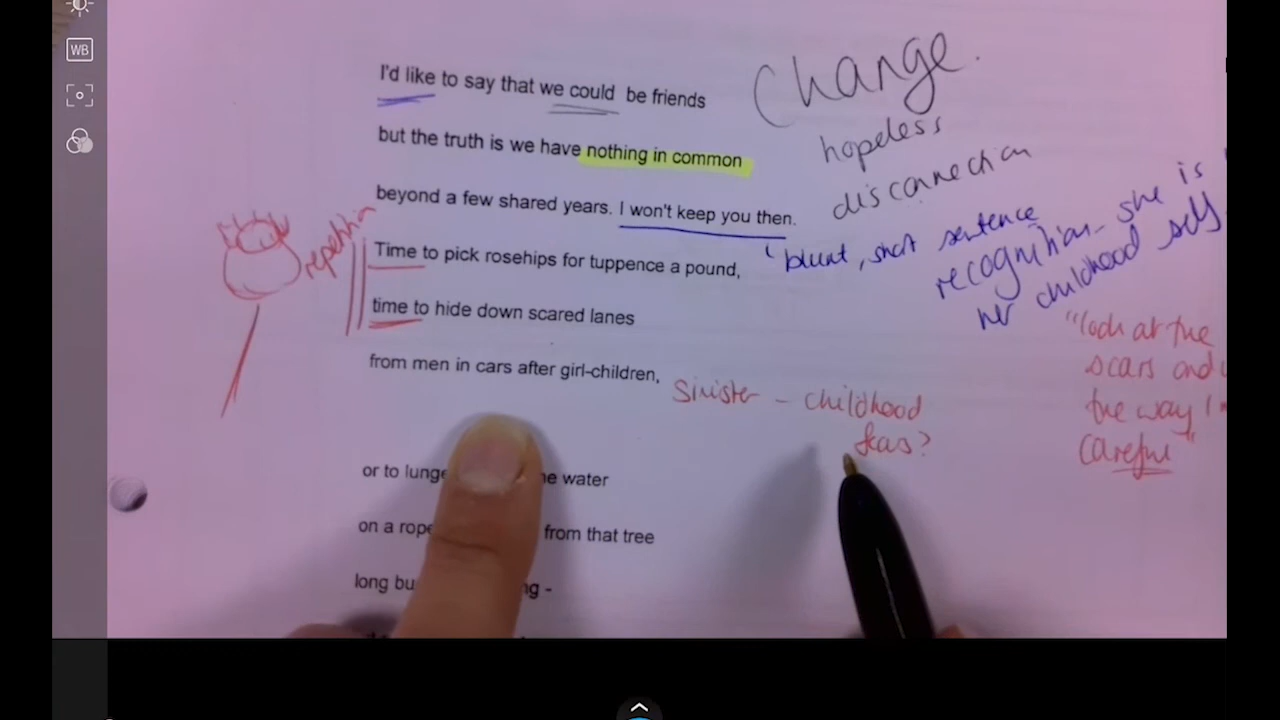 WB
I'd like to say that we could be friends
Change.
but the truth is we have nothing in common
hopeless
disconnection
beyond a few shared years. I won't keep you then.
blunt, short sentence
recognition - she is
her childhood self
repetition
Time to pick rosehips for tuppence a pound,
time to hide down scared lanes
from men in cars after girl-children,
"look at the
scars and
the way I
careful"
Sinister - childhood
fears?
or to lunge water
on a rope from that tree
long